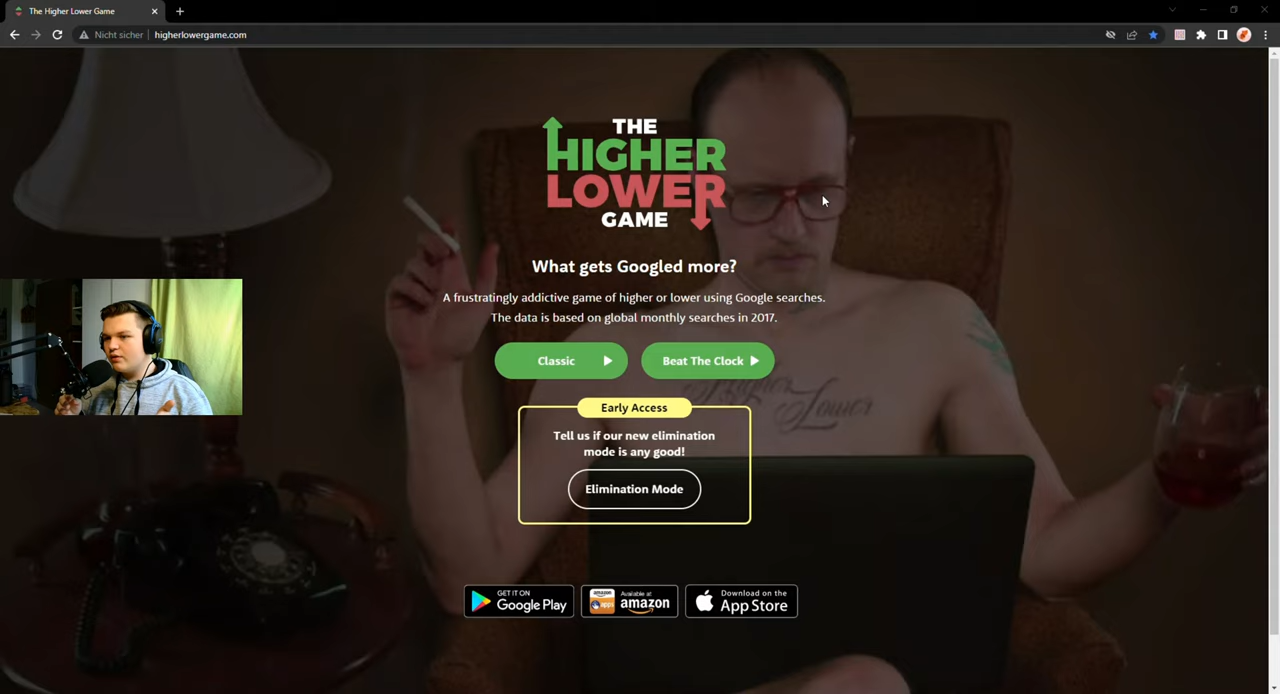 The Higher Lower Game
Nicht sicher
higherlowergame.com
THE
HIGHER
LOWER
GAME
What gets Googled more?
A frustratingly addictive game of higher or lower using Google searches.
The data is based on global monthly searches in 2017.
Classic
Beat The Clock
Higher
Lower
Early Access
Tell us if our new elimination
mode is any good!
Elimination Mode
GET IT ON
Google Play
Available at
amazon
apps
Download on the
App Store